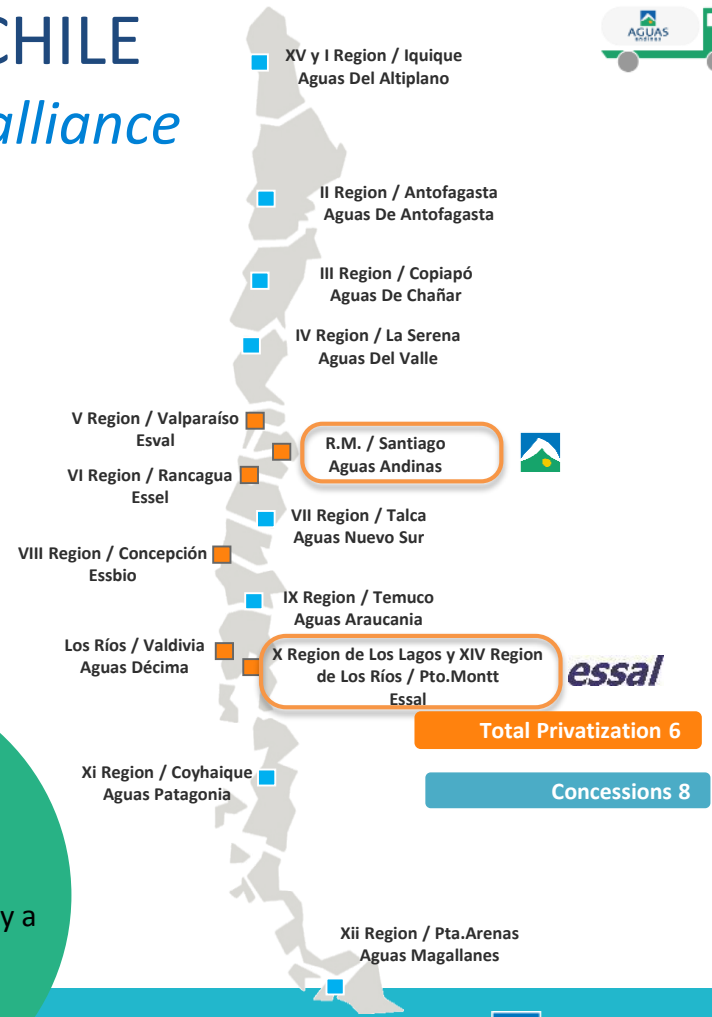 CHILE
alliance
AGUAS
andinas
XV y I Region / Iquique
Aguas Del Altiplano
II Region / Antofagasta
Aguas De Antofagasta
III Region / Copiapó
Aguas De Chañar
IV Region / La Serena
Aguas Del Valle
V Region / Valparaíso
Esval
R.M. / Santiago
Aguas Andinas
VI Region / Rancagua
Essel
VII Region / Talca
Aguas Nuevo Sur
VIII Region / Concepción
Essbio
IX Region / Temuco
Aguas Araucania
Los Ríos / Valdivia
Aguas Décima
X Region de Los Lagos y XIV Region
de Los Ríos / Pto.Montt
Essal
essal
Total Privatization 6
Xi Region / Coyhaique
Aguas Patagonia
Concessions 8
y a
Xii Region / Pta.Arenas
Aguas Magallanes